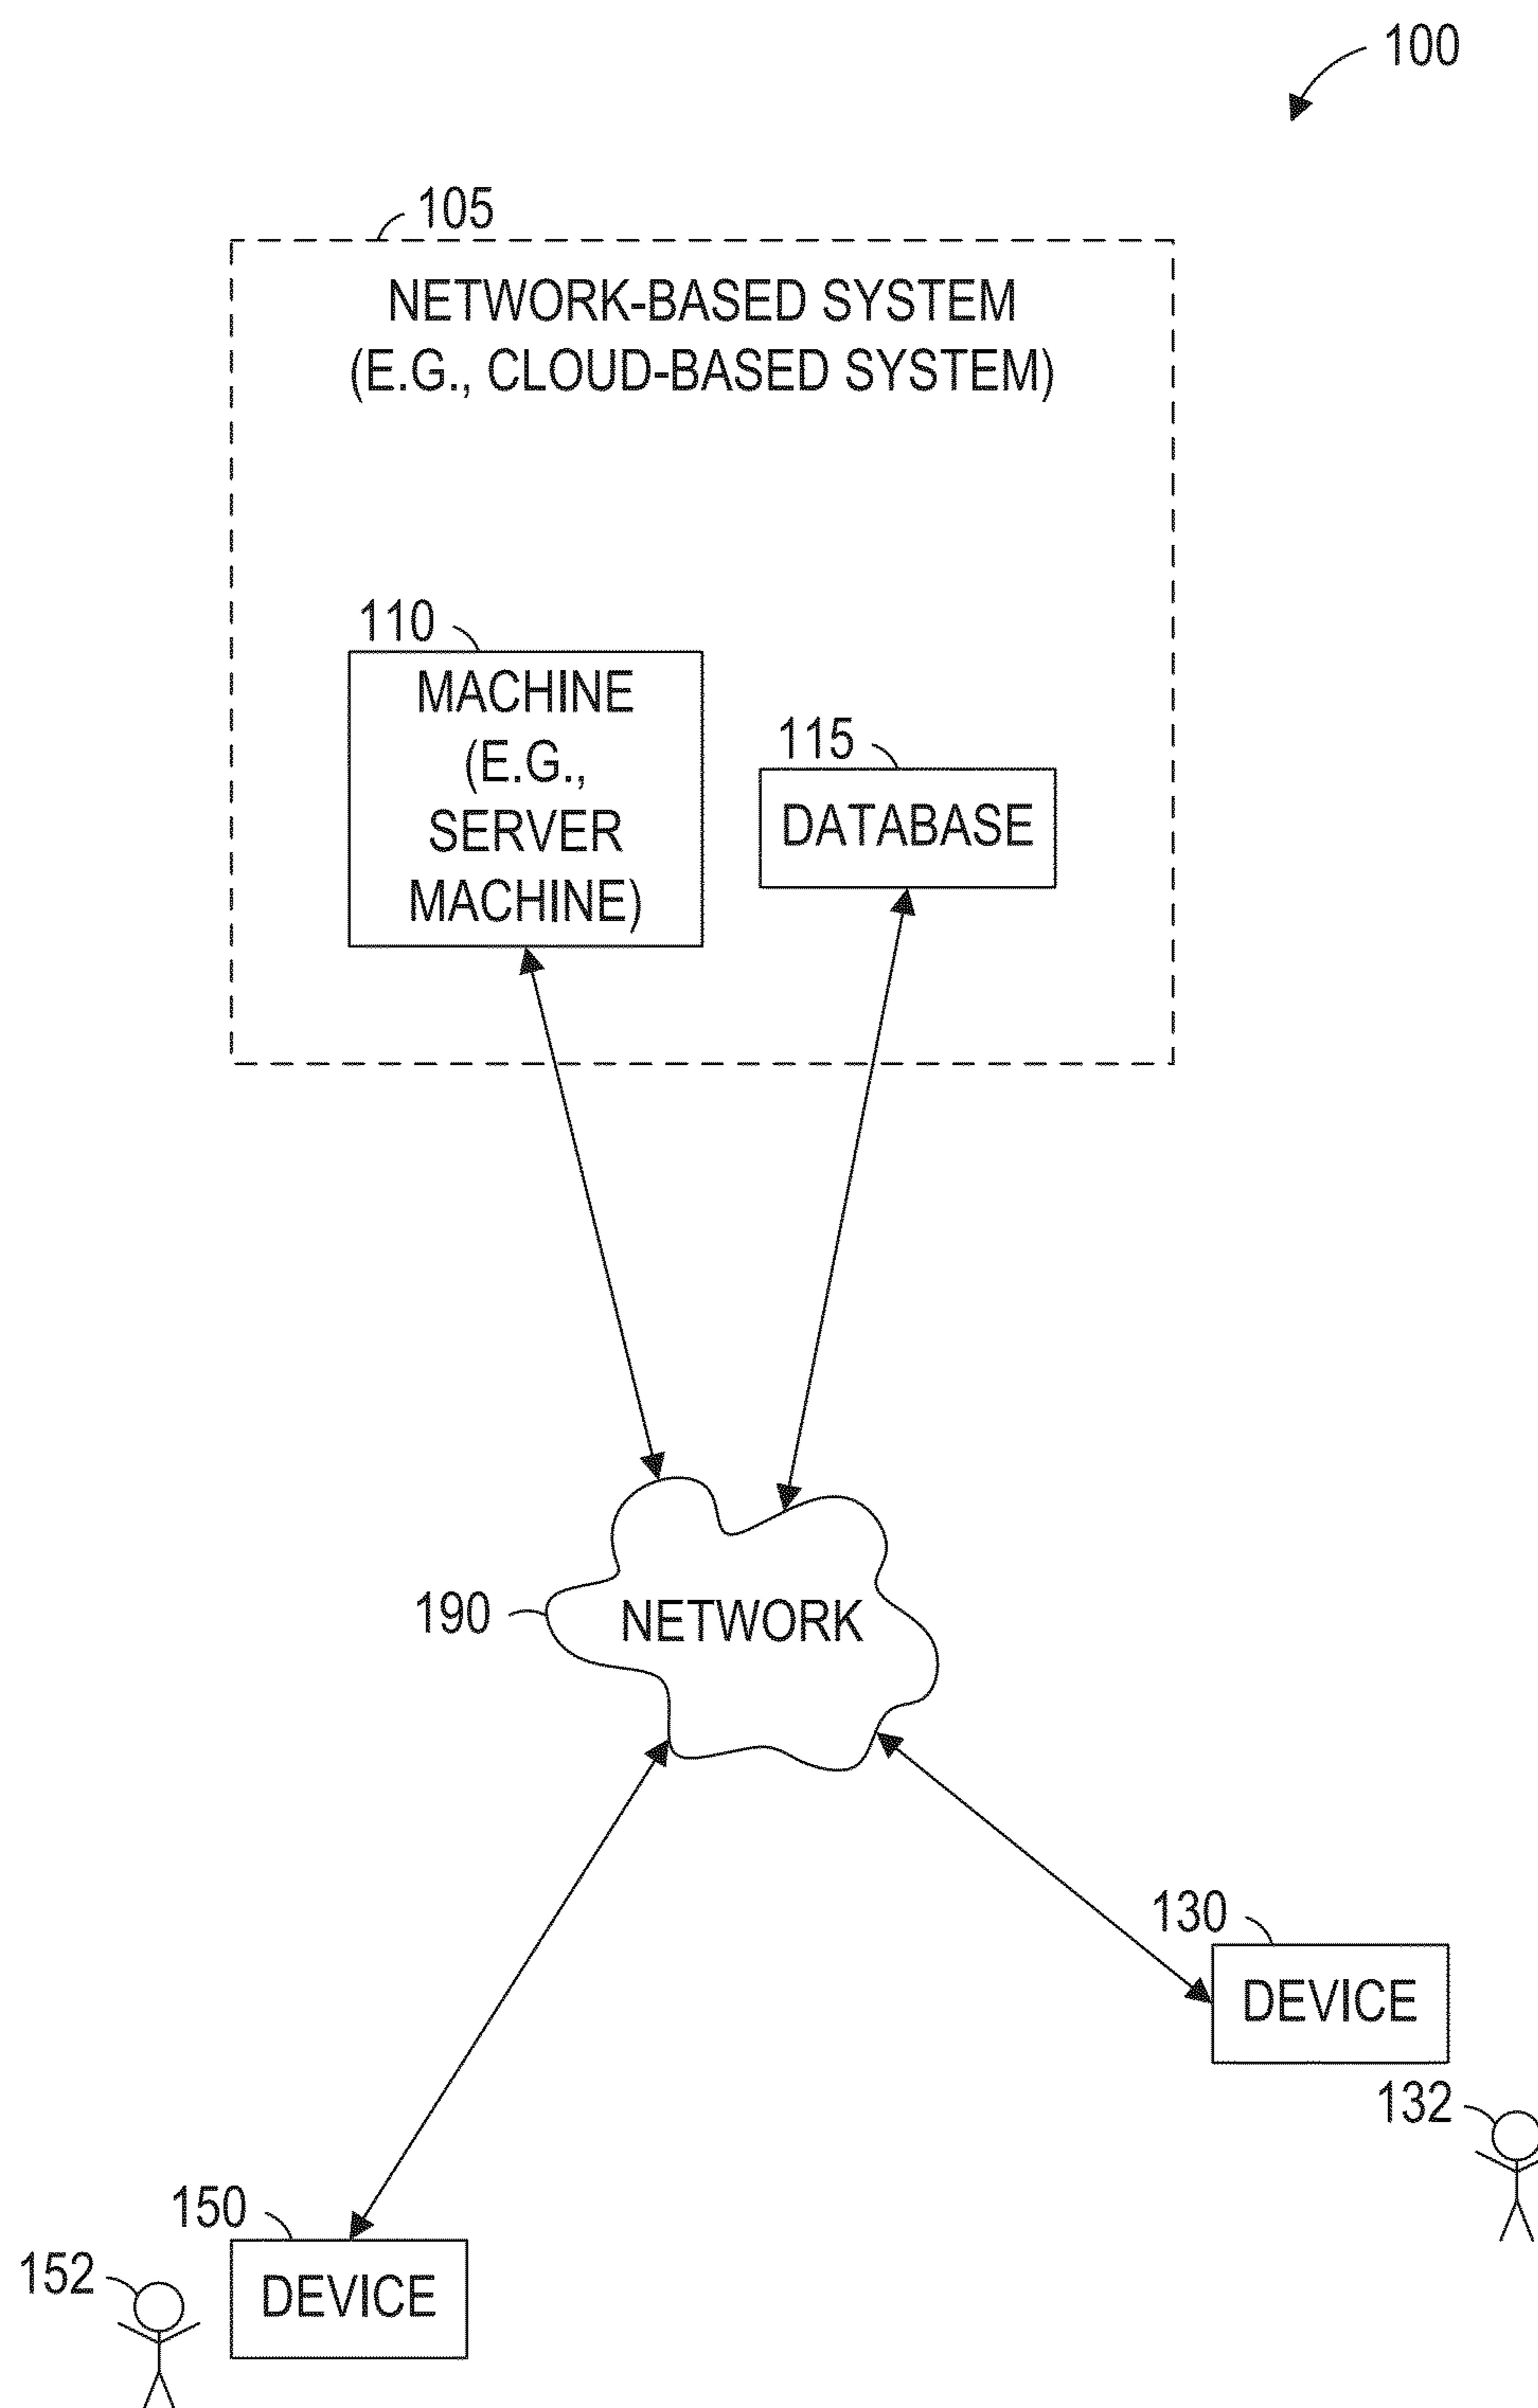 100
105
NETWORK-BASED SYSTEM
(E.G., CLOUD-BASED SYSTEM)
110
MACHINE
(E.G.,
SERVER
MACHINE)
115
DATABASE
190
NETWORK
130
DEVICE
132
150
DEVICE
152